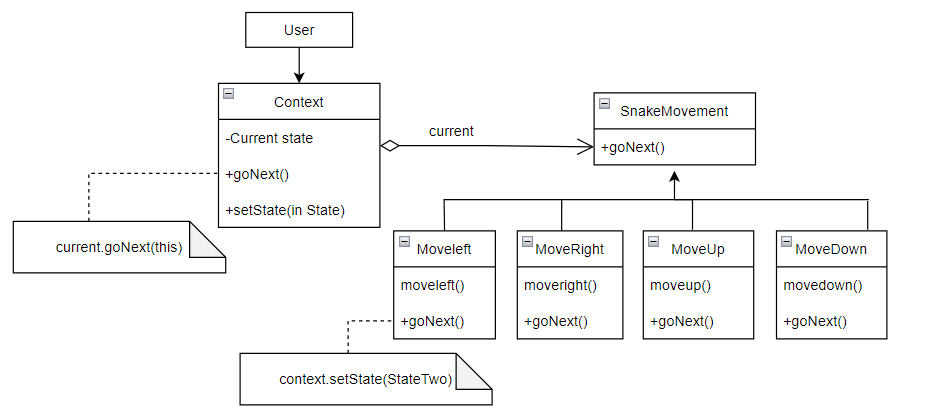 User
Context
-Current state
+goNext()
+setState(in State)
current
SnakeMovement
+goNext()
current.goNext(this)
Moveleft
moveleft()
+goNext()
MoveRight
moveright()
+goNext()
MoveUp
moveup()
+goNext()
MoveDown
movedown()
+goNext()
context.setState(StateTwo)